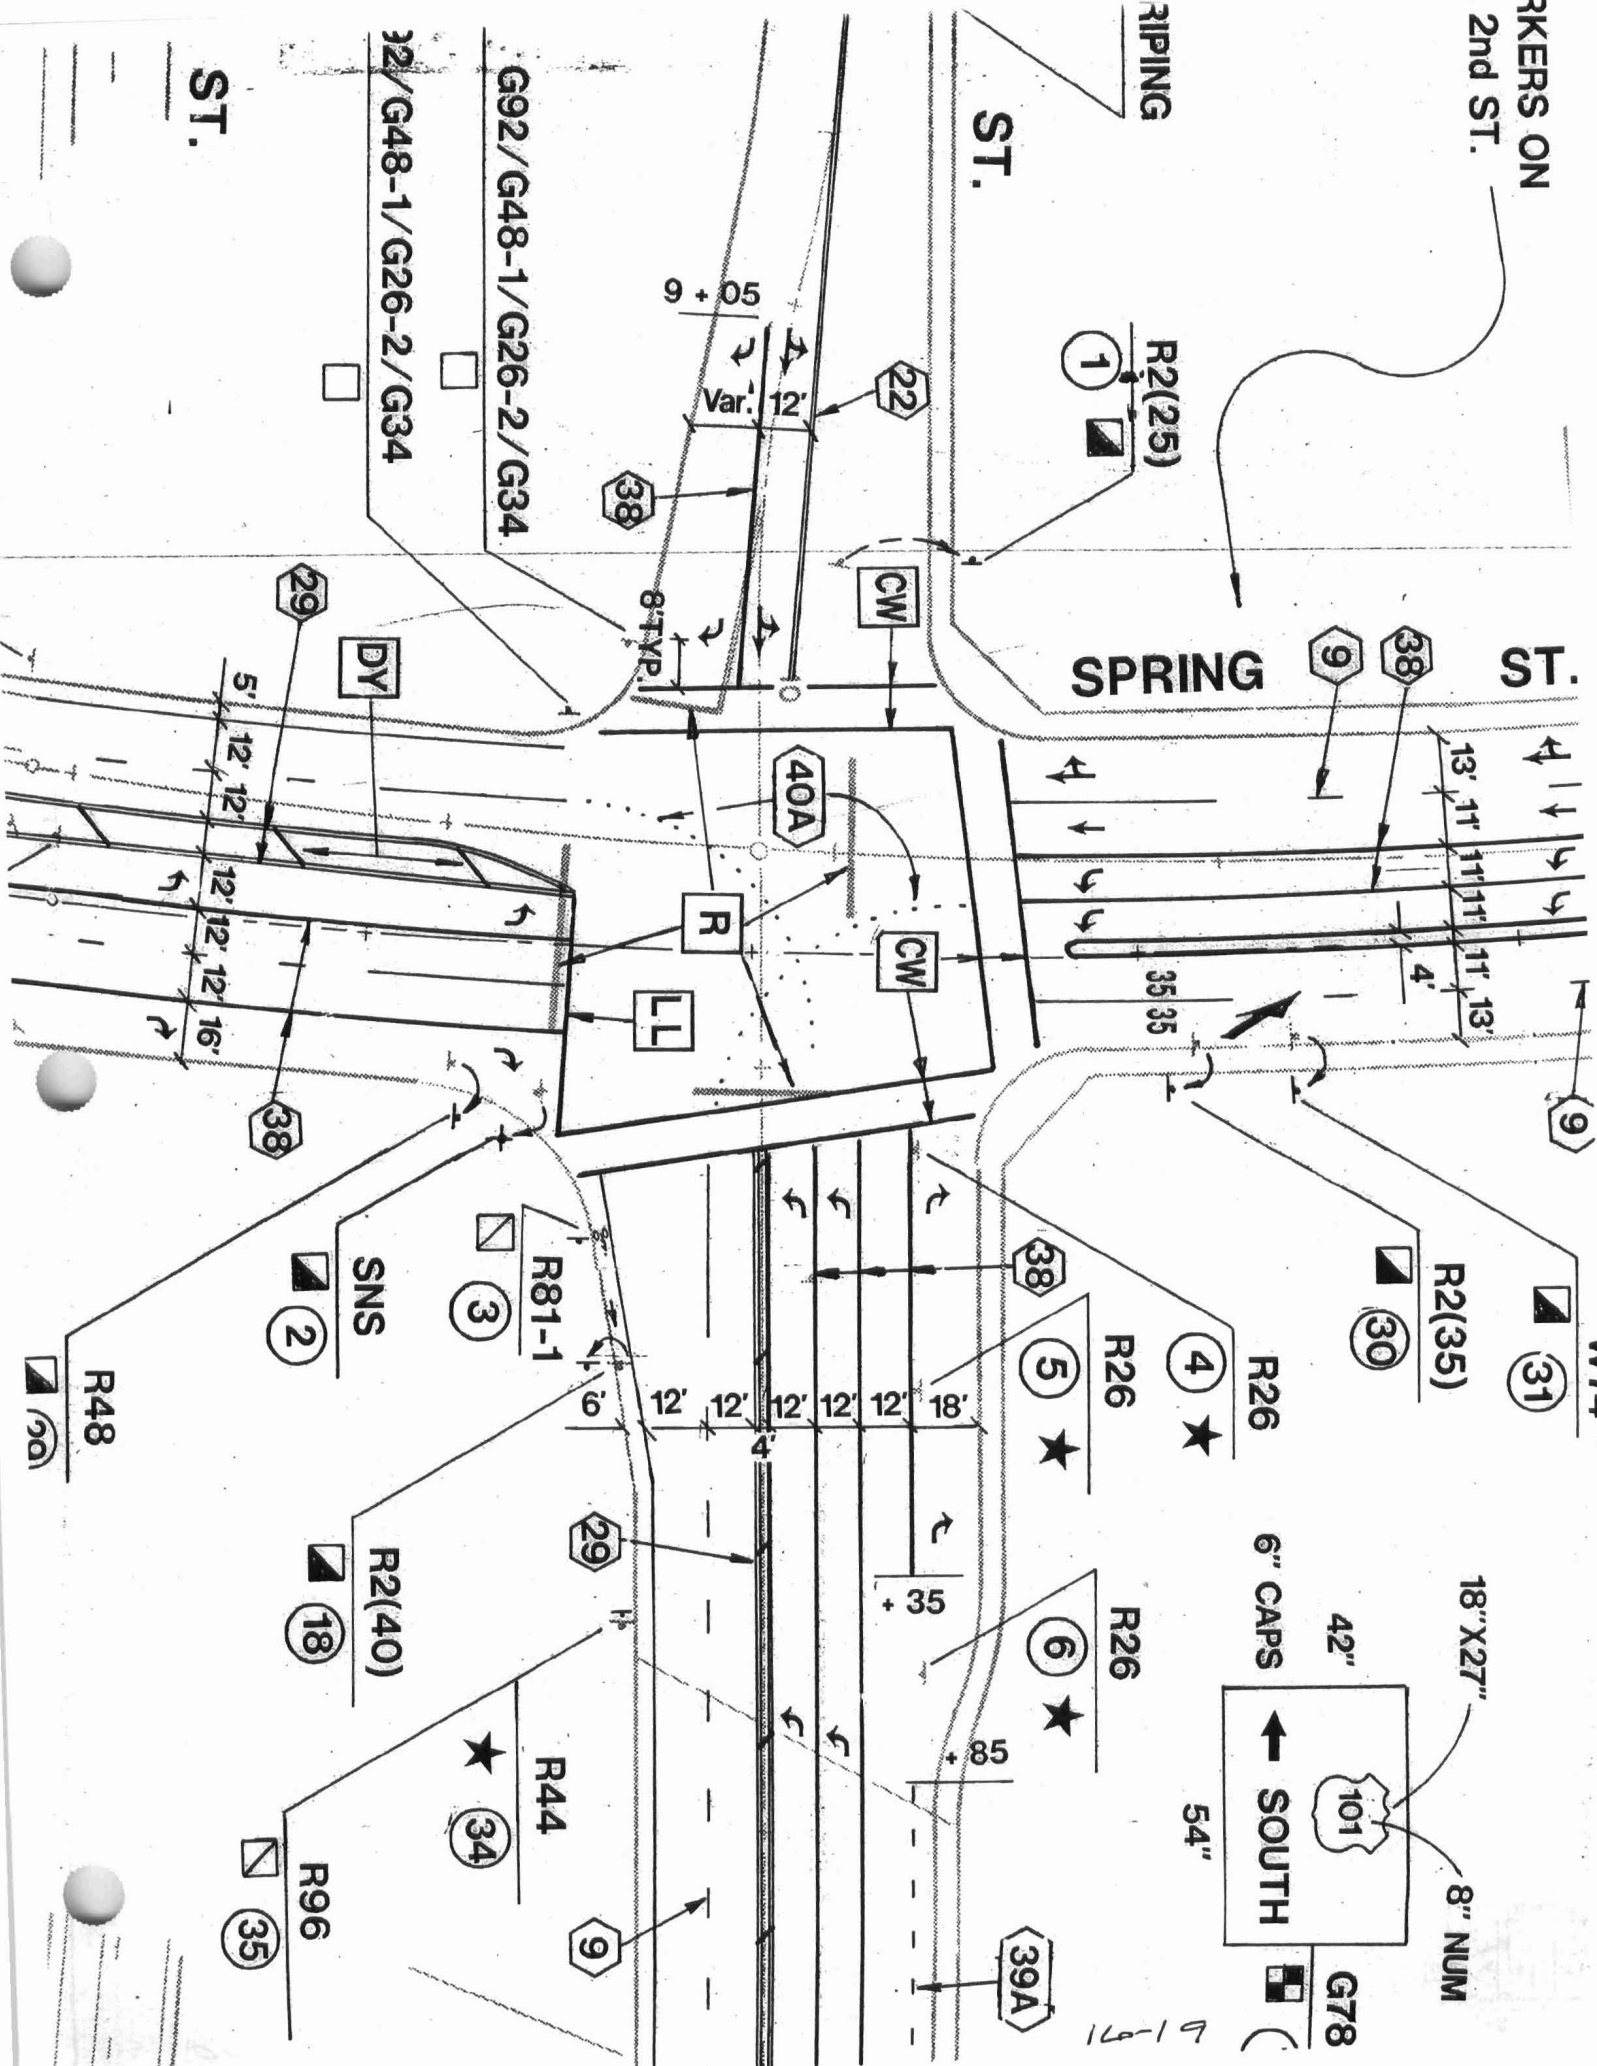 RKERS ON
2nd ST.
RIPING
ST.
ST.
G92/G48-1/G26-2/G34
/G48-1/G26-2/G34
R2(25)
1
9 + 05
Var.
12'
22
38
8' TYP.
CW
SPRING
ST.
9
38
13'
11'
11'
11'
11'
13'
4'
35
35
9
29
DY
5'
12'
12'
12'
12'
12'
16'
38
40A
R
CW
LL
R48
SNS
2
R81-1
3
R2(40)
18
R44
34
R96
35
6'
12'
12'
4'
12'
12'
12'
18'
29
9
38
+ 35
+ 85
39A
R26
4
R26
5
R26
6
R2(35)
30
31
18"X27"
8" NUM
42"
6" CAPS
101
SOUTH
54"
G78
16-19